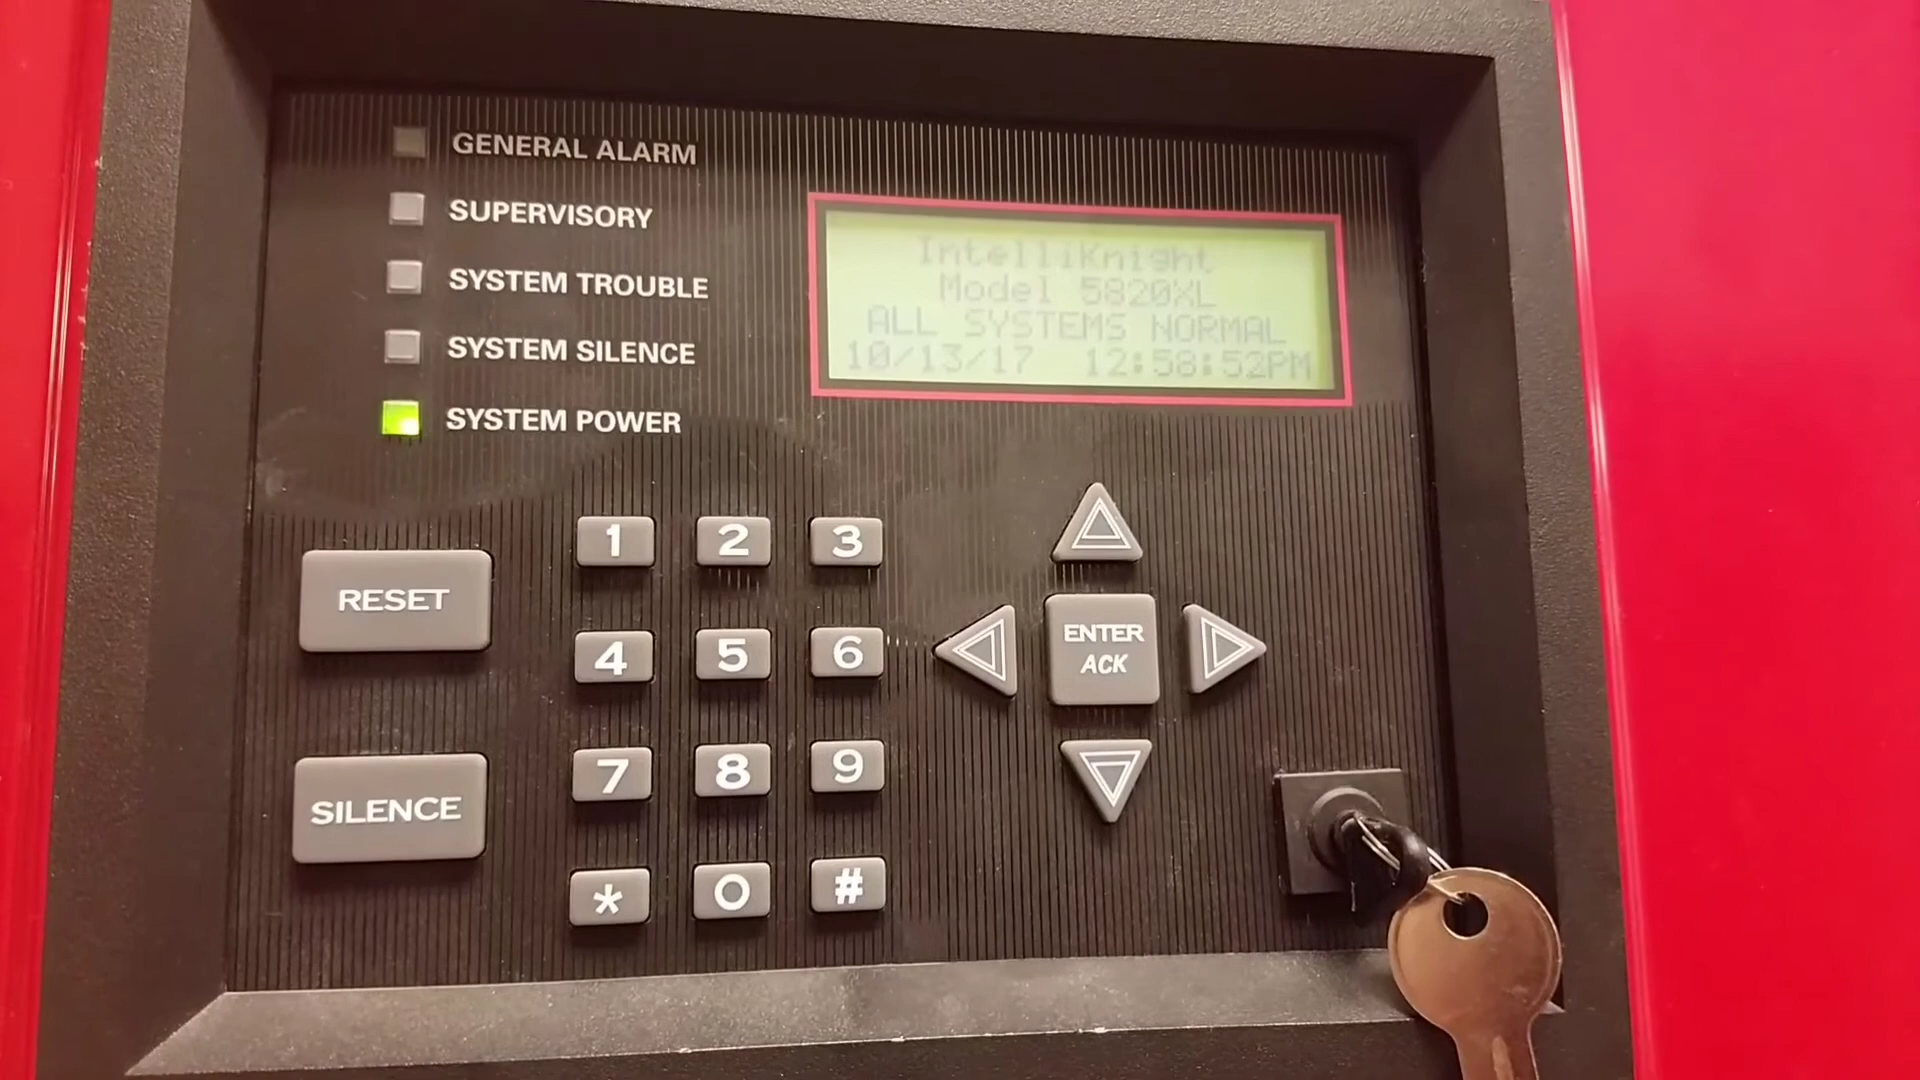 GENERAL ALARM
SUPERVISORY
SYSTEM TROUBLE
SYSTEM SILENCE
SYSTEM POWER
IntelliKnight
Model 5820XL
ALL SYSTEMS NORMAL
10/13/17 12:58:52PM
RESET
SILENCE
1 2 3
4 5 6
7 8 9
* 0 #
ENTER
ACK